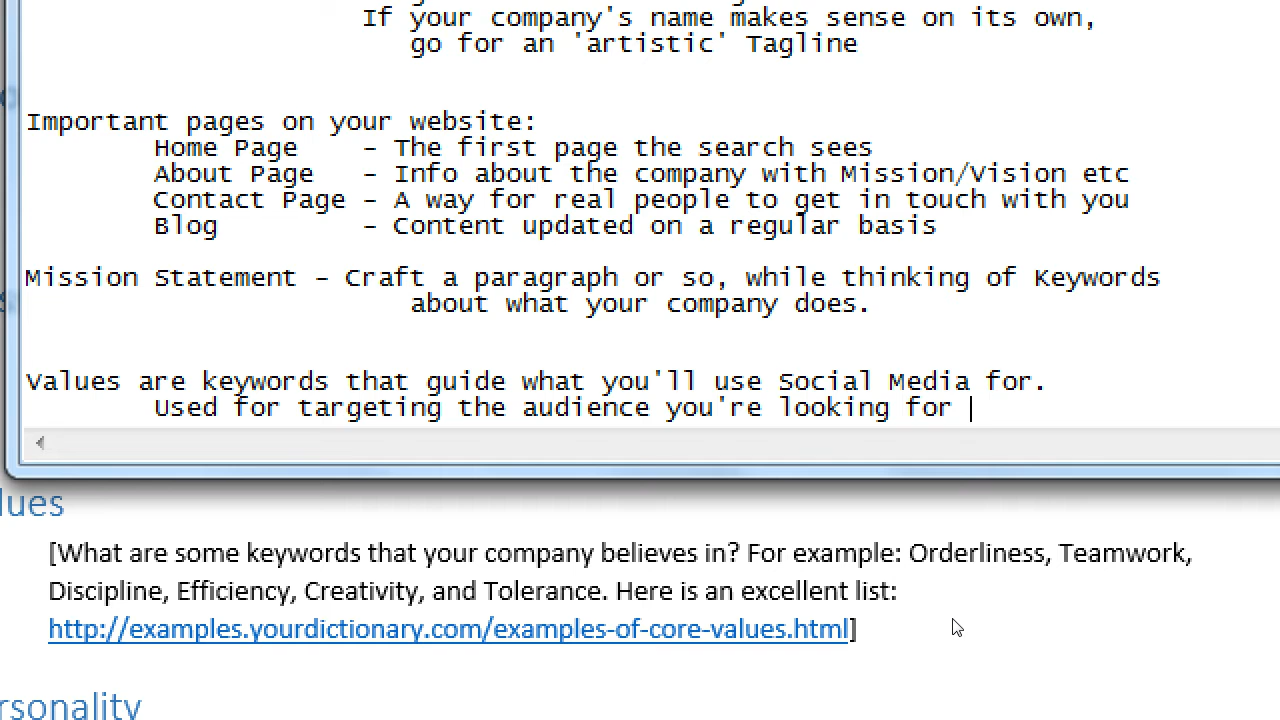 If your company's name makes sense on its own,
go for an 'artistic' Tagline
Important pages on your website:
Home Page - The first page the search sees
About Page - Info about the company with Mission/Vision etc
Contact Page - A way for real people to get in touch with you
Blog - Content updated on a regular basis
Mission Statement - Craft a paragraph or so, while thinking of Keywords
about what your company does.
Values are keywords that guide what you'll use Social Media for.
Used for targeting the audience you're looking for
lues
[What are some keywords that your company believes in? For example: Orderliness, Teamwork,
Discipline, Efficiency, Creativity, and Tolerance. Here is an excellent list:
http://examples.yourdictionary.com/examples-of-core-values.html]
rsonality